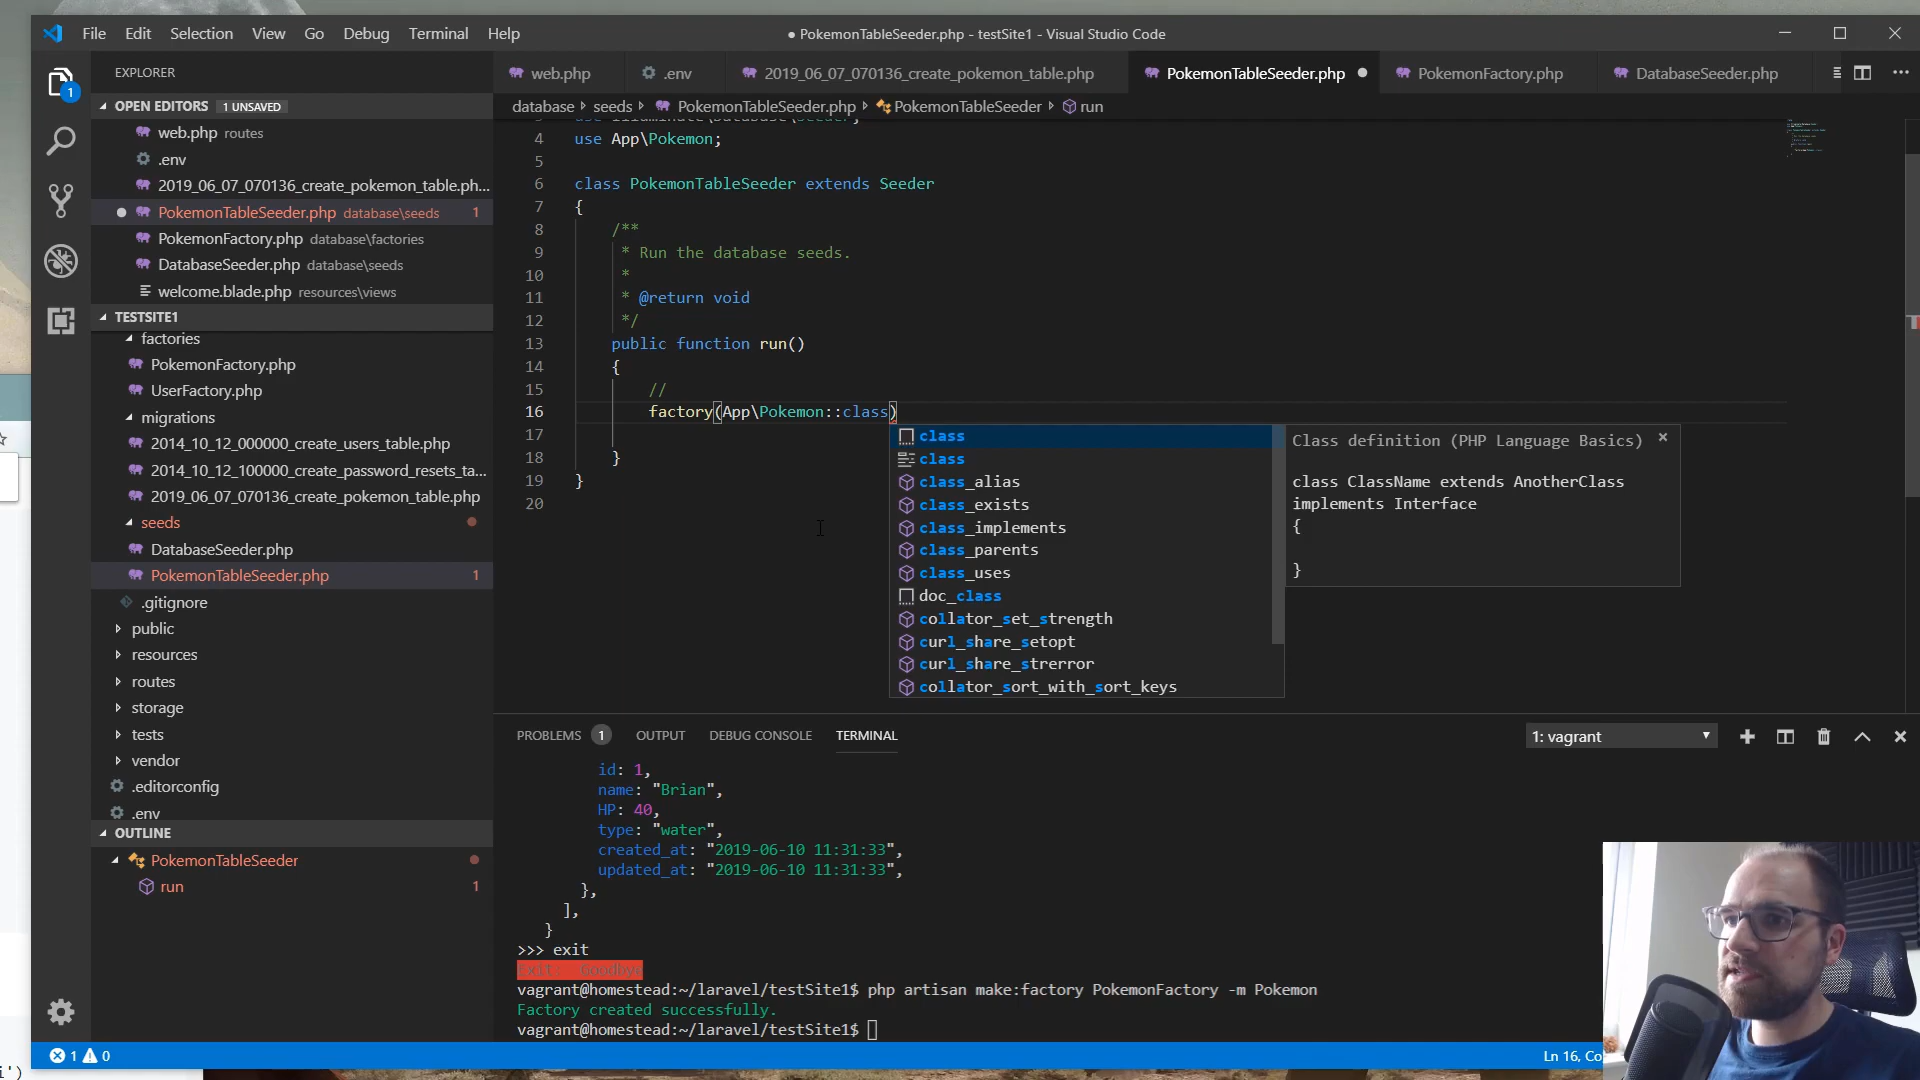 File Edit Selection View Go Debug Terminal Help
● PokemonTableSeeder.php - testSite1 - Visual Studio Code
EXPLORER
OPEN EDITORS 1 UNSAVED
web.php routes
.env
2019_06_07_070136_create_pokemon_table.ph...
PokemonTableSeeder.php database\seeds 1
PokemonFactory.php database\factories
DatabaseSeeder.php database\seeds
welcome.blade.php resources\views
TESTSITE1
factories
PokemonFactory.php
UserFactory.php
migrations
2014_10_12_000000_create_users_table.php
2014_10_12_100000_create_password_resets_ta...
2019_06_07_070136_create_pokemon_table.php
seeds
DatabaseSeeder.php
PokemonTableSeeder.php 1
.gitignore
public
resources
routes
storage
tests
vendor
.editorconfig
.env
OUTLINE
PokemonTableSeeder
run 1
1
web.php .env 2019_06_07_070136_create_pokemon_table.php PokemonTableSeeder.php PokemonFactory.php DatabaseSeeder.php
database seeds PokemonTableSeeder.php PokemonTableSeeder run
3 use Illuminate\Database\Seeder;
4 use App\Pokemon;
5
6 class PokemonTableSeeder extends Seeder
7 {
8 /**
9 * Run the database seeds.
10 *
11 * @return void
12 */
13 public function run()
14 {
15 //
16 factory(App\Pokemon::class)
17
18 }
19 }
20
class
class
class_alias
class_exists
class_implements
class_parents
class_uses
doc_class
collator_set_strength
curl_share_setopt
curl_share_strerror
collator_sort_with_sort_keys
Class definition (PHP Language Basics)
class ClassName extends AnotherClass
implements Interface
{
}
PROBLEMS 1 OUTPUT DEBUG CONSOLE TERMINAL
1: vagrant
id: 1,
name: "Brian",
HP: 40,
type: "water",
created_at: "2019-06-10 11:31:33",
updated_at: "2019-06-10 11:31:33",
},
],
}
>>> exit
Exit: Goodbye
vagrant@homestead:~/laravel/testSite1$ php artisan make:factory PokemonFactory -m Pokemon
Factory created successfully.
vagrant@homestead:~/laravel/testSite1$
1 0
Ln 16, Co
i')